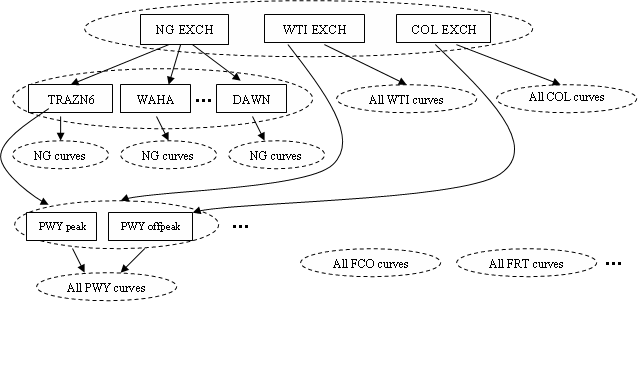 NG EXCH WTI EXCH COL EXCH
TRAZN6 WAHA ... DAWN All WTI curves All COL curves
NG curves NG curves NG curves
PWY peak PWY offpeak ...
All FCO curves All FRT curves ...
All PWY curves